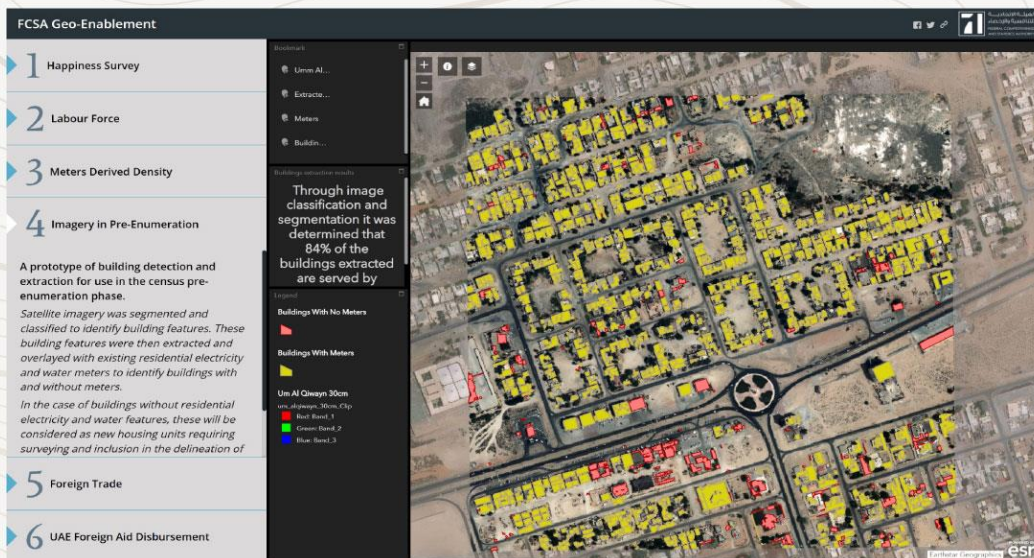 FCSA Geo-Enablement
1 Happiness Survey
2 Labour Force
3 Meters Derived Density
4 Imagery in Pre-Enumeration
A prototype of building detection and
extraction for use in the census pre-
enumeration phase.
Satellite imagery was segmented and
classified to identify building features. These
building features were then extracted and
overlayed with existing residential electricity
and water meters to identify buildings with
and without meters.
In the case of buildings without residential
electricity and water features, these will be
considered as new housing units requiring
surveying and inclusion in the delineation of
5 Foreign Trade
6 UAE Foreign Aid Disbursement
Bookmark
Umm Al...
Extracte...
Meters
Buildin...
Buildings extraction results
Through image
classification and
segmentation it was
determined that
84% of the
buildings extracted
are served by
Legend
Buildings With No Meters
Buildings With Meters
Um Al Qiwayn 30cm
um_alqiwayn_30cm_Clip
Red: Band_1
Green: Band_2
Blue: Band_3
Earthstar Geographics
esri